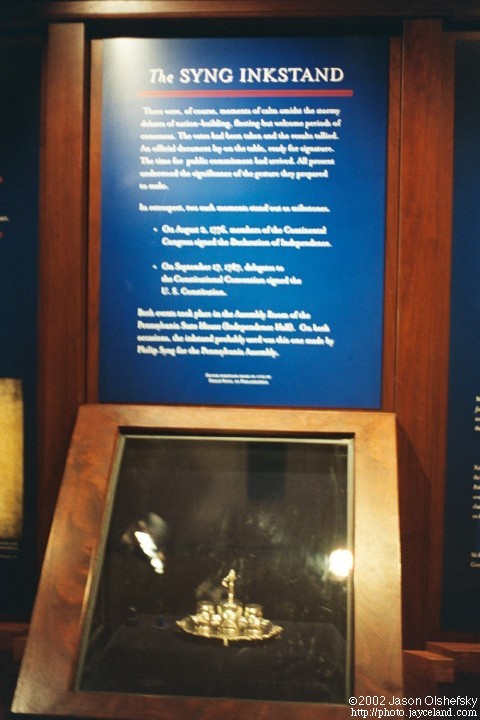 The SYNG INKSTAND
There were, of course, moments of calm amidst the stormy
debates of nation-building, fleeting but welcome periods of
consensus. The votes had been taken and the results tallied.
An official document lay on the table, ready for signature.
The time for public commitment had arrived. All present
understood the significance of the gesture they prepared
to make.
In retrospect, two such moments stand out as milestones.
• On August 2, 1776, members of the Continental
Congress signed the Declaration of Independence.
• On September 17, 1787, delegates to
the Constitutional Convention signed the
U. S. Constitution.
Both events took place in the Assembly Room of the
Pennsylvania State House (Independence Hall). On both
occasions, the inkstand probably used was this one made by
Philip Syng for the Pennsylvania Assembly.
©2002 Jason Olshefsky
http://photo.jayceland.com